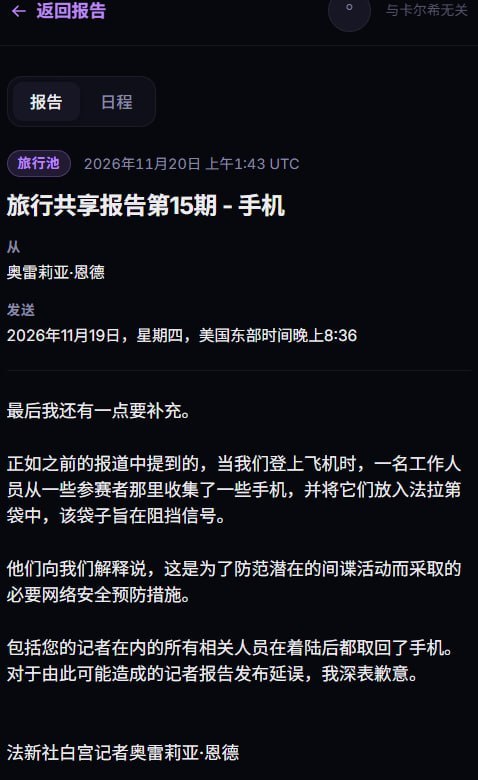 ← 返回报告
与卡尔希无关
报告
日程
旅行池
2026年11月20日 上午1:43 UTC
旅行共享报告第15期 - 手机
从
奥雷莉亚·恩德
发送
2026年11月19日，星期四，美国东部时间晚上8:36
最后我还有一点要补充。
正如之前的报道中提到的，当我们登上飞机时，一名工作人
员从一些参赛者那里收集了一些手机，并将它们放入法拉第
袋中，该袋子旨在阻挡信号。
他们向我们解释说，这是为了防范潜在的间谍活动而采取的
必要网络安全预防措施。
包括您的记者在内的所有相关人员在着陆后都取回了手机。
对于由此可能造成的记者报告发布延误，我深表歉意。
法新社白宫记者奥雷莉亚·恩德